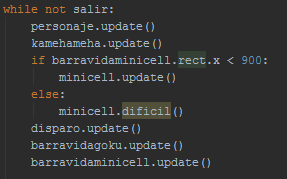 while not salir:
    personaje.update()
    kamehameha.update()
    if barravidaminicell.rect.x < 900:
        minicell.update()
    else:
        minicell.dificil()
    disparo.update()
    barravidagoku.update()
    barravidaminicell.update()